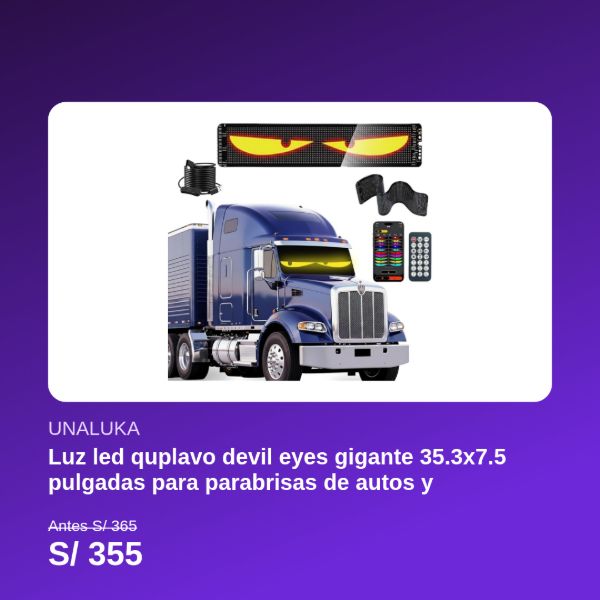 UNALUKA
Luz led quplavo devil eyes gigante 35.3x7.5
pulgadas para parabrisas de autos y
Antes S/ 365
S/ 355